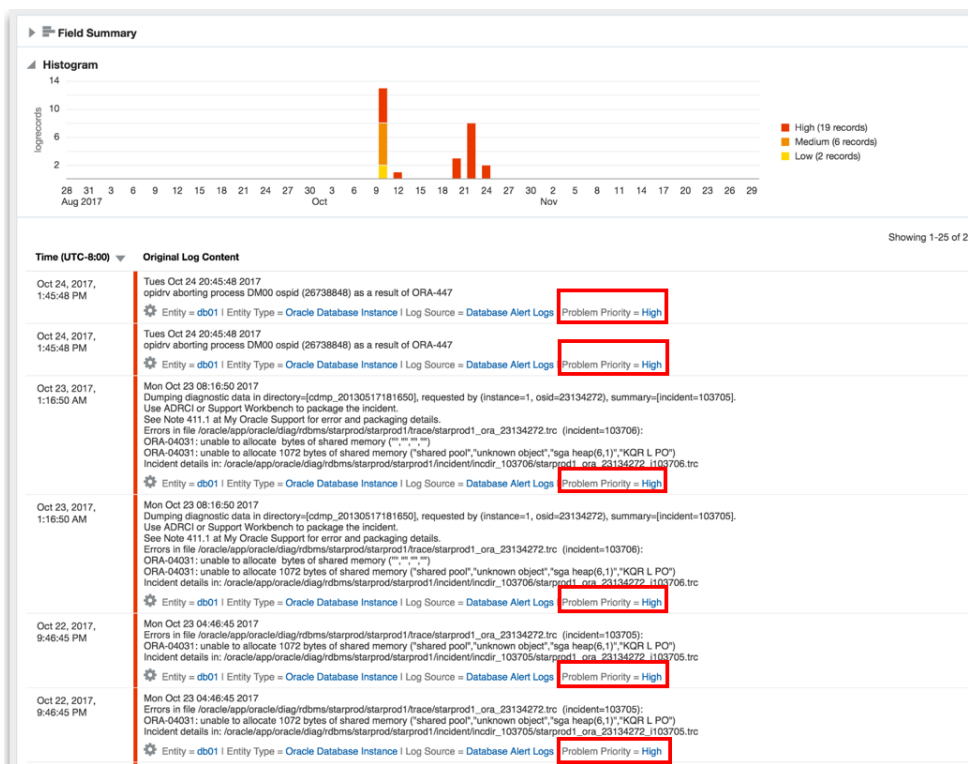 Field Summary
Histogram
14
10
6
2
logrecords
High (19 records)
Medium (6 records)
Low (2 records)
28 31 3 6 9 12 15 18 21 24 27 30 3 6 9 12 15 18 21 24 27 30 2 5 8 11 14 17 20 23 26 29
Aug 2017 Oct Nov
Showing 1-25 of 2
Time (UTC-8:00) Original Log Content
Oct 24, 2017,
1:45:48 PM
Tues Oct 24 20:45:48 2017
opidrv aborting process DM00 ospid (26738848) as a result of ORA-447
Entity = db01 | Entity Type = Oracle Database Instance | Log Source = Database Alert Logs | Problem Priority = High
Oct 24, 2017,
1:45:48 PM
Tues Oct 24 20:45:48 2017
opidrv aborting process DM00 ospid (26738848) as a result of ORA-447
Entity = db01 | Entity Type = Oracle Database Instance | Log Source = Database Alert Logs | Problem Priority = High
Oct 23, 2017,
1:16:50 AM
Mon Oct 23 08:16:50 2017
Dumping diagnostic data in directory=[cdmp_20130517181650], requested by (instance=1, osid=23134272), summary=[incident=103705].
Use ADRCI or Support Workbench to package the incident.
See Note 411.1 at My Oracle Support for error and packaging details.
Errors in file /oracle/app/oracle/diag/rdbms/starprod/starprod1/trace/starprod1_ora_23134272.trc (incident=103706):
ORA-04031: unable to allocate bytes of shared memory ("","","","")
ORA-04031: unable to allocate 1072 bytes of shared memory ("shared pool","unknown object","sga heap(6,1)","KQR L PO")
Incident details in: /oracle/app/oracle/diag/rdbms/starprod/starprod1/incident/incdir_103706/starprod1_ora_23134272_i103706.trc
Entity = db01 | Entity Type = Oracle Database Instance | Log Source = Database Alert Logs | Problem Priority = High
Oct 23, 2017,
1:16:50 AM
Mon Oct 23 08:16:50 2017
Dumping diagnostic data in directory=[cdmp_20130517181650], requested by (instance=1, osid=23134272), summary=[incident=103705].
Use ADRCI or Support Workbench to package the incident.
See Note 411.1 at My Oracle Support for error and packaging details.
Errors in file /oracle/app/oracle/diag/rdbms/starprod/starprod1/trace/starprod1_ora_23134272.trc (incident=103706):
ORA-04031: unable to allocate bytes of shared memory ("","","","")
ORA-04031: unable to allocate 1072 bytes of shared memory ("shared pool","unknown object","sga heap(6,1)","KQR L PO")
Incident details in: /oracle/app/oracle/diag/rdbms/starprod/starprod1/incident/incdir_103706/starprod1_ora_23134272_i103706.trc
Entity = db01 | Entity Type = Oracle Database Instance | Log Source = Database Alert Logs | Problem Priority = High
Oct 22, 2017,
9:46:45 PM
Mon Oct 23 04:46:45 2017
Errors in file /oracle/app/oracle/diag/rdbms/starprod/starprod1/trace/starprod1_ora_23134272.trc (incident=103705):
ORA-04031: unable to allocate 1072 bytes of shared memory ("shared pool","unknown object","sga heap(6,1)","KQR L PO")
Incident details in: /oracle/app/oracle/diag/rdbms/starprod/starprod1/incident/incdir_103705/starprod1_ora_23134272_i103705.trc
Entity = db01 | Entity Type = Oracle Database Instance | Log Source = Database Alert Logs | Problem Priority = High
Oct 22, 2017,
9:46:45 PM
Mon Oct 23 04:46:45 2017
Errors in file /oracle/app/oracle/diag/rdbms/starprod/starprod1/trace/starprod1_ora_23134272.trc (incident=103705):
ORA-04031: unable to allocate 1072 bytes of shared memory ("shared pool","unknown object","sga heap(6,1)","KQR L PO")
Incident details in: /oracle/app/oracle/diag/rdbms/starprod/starprod1/incident/incdir_103705/starprod1_ora_23134272_i103705.trc
Entity = db01 | Entity Type = Oracle Database Instance | Log Source = Database Alert Logs | Problem Priority = High